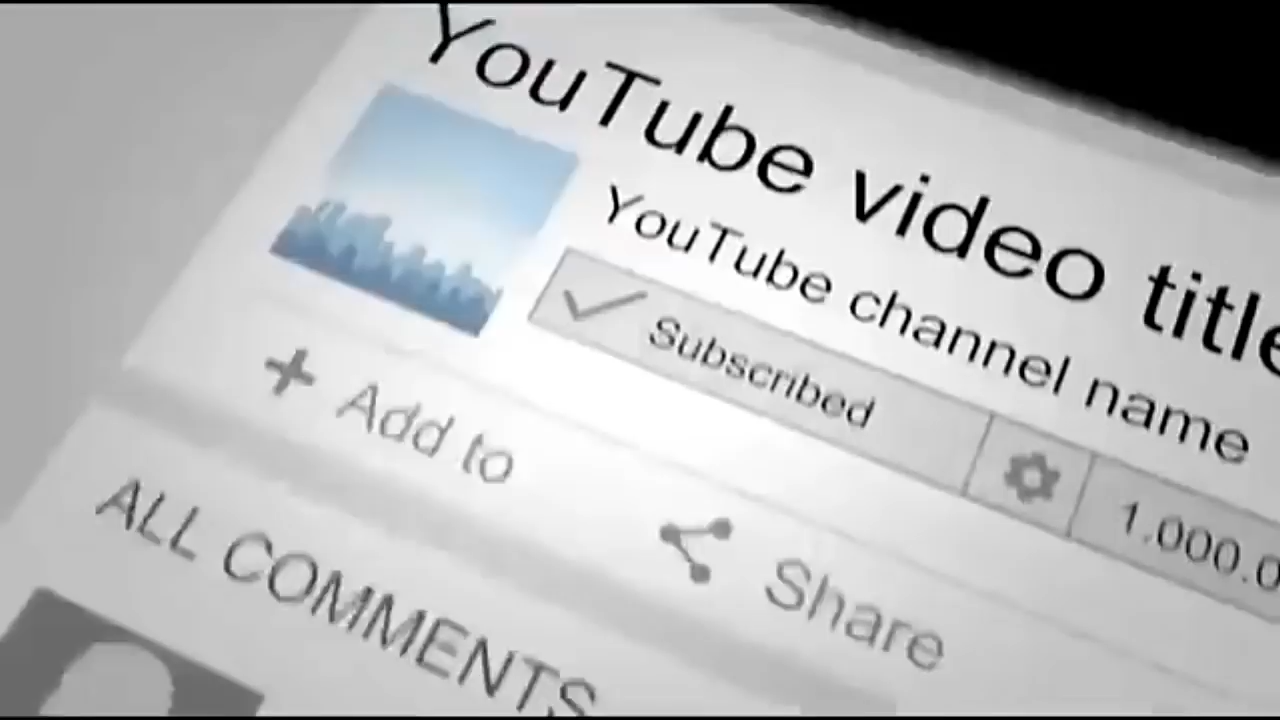 YouTube video title
YouTube channel name
Subscribed
1.000.0
+ Add to
Share
ALL COMMENTS